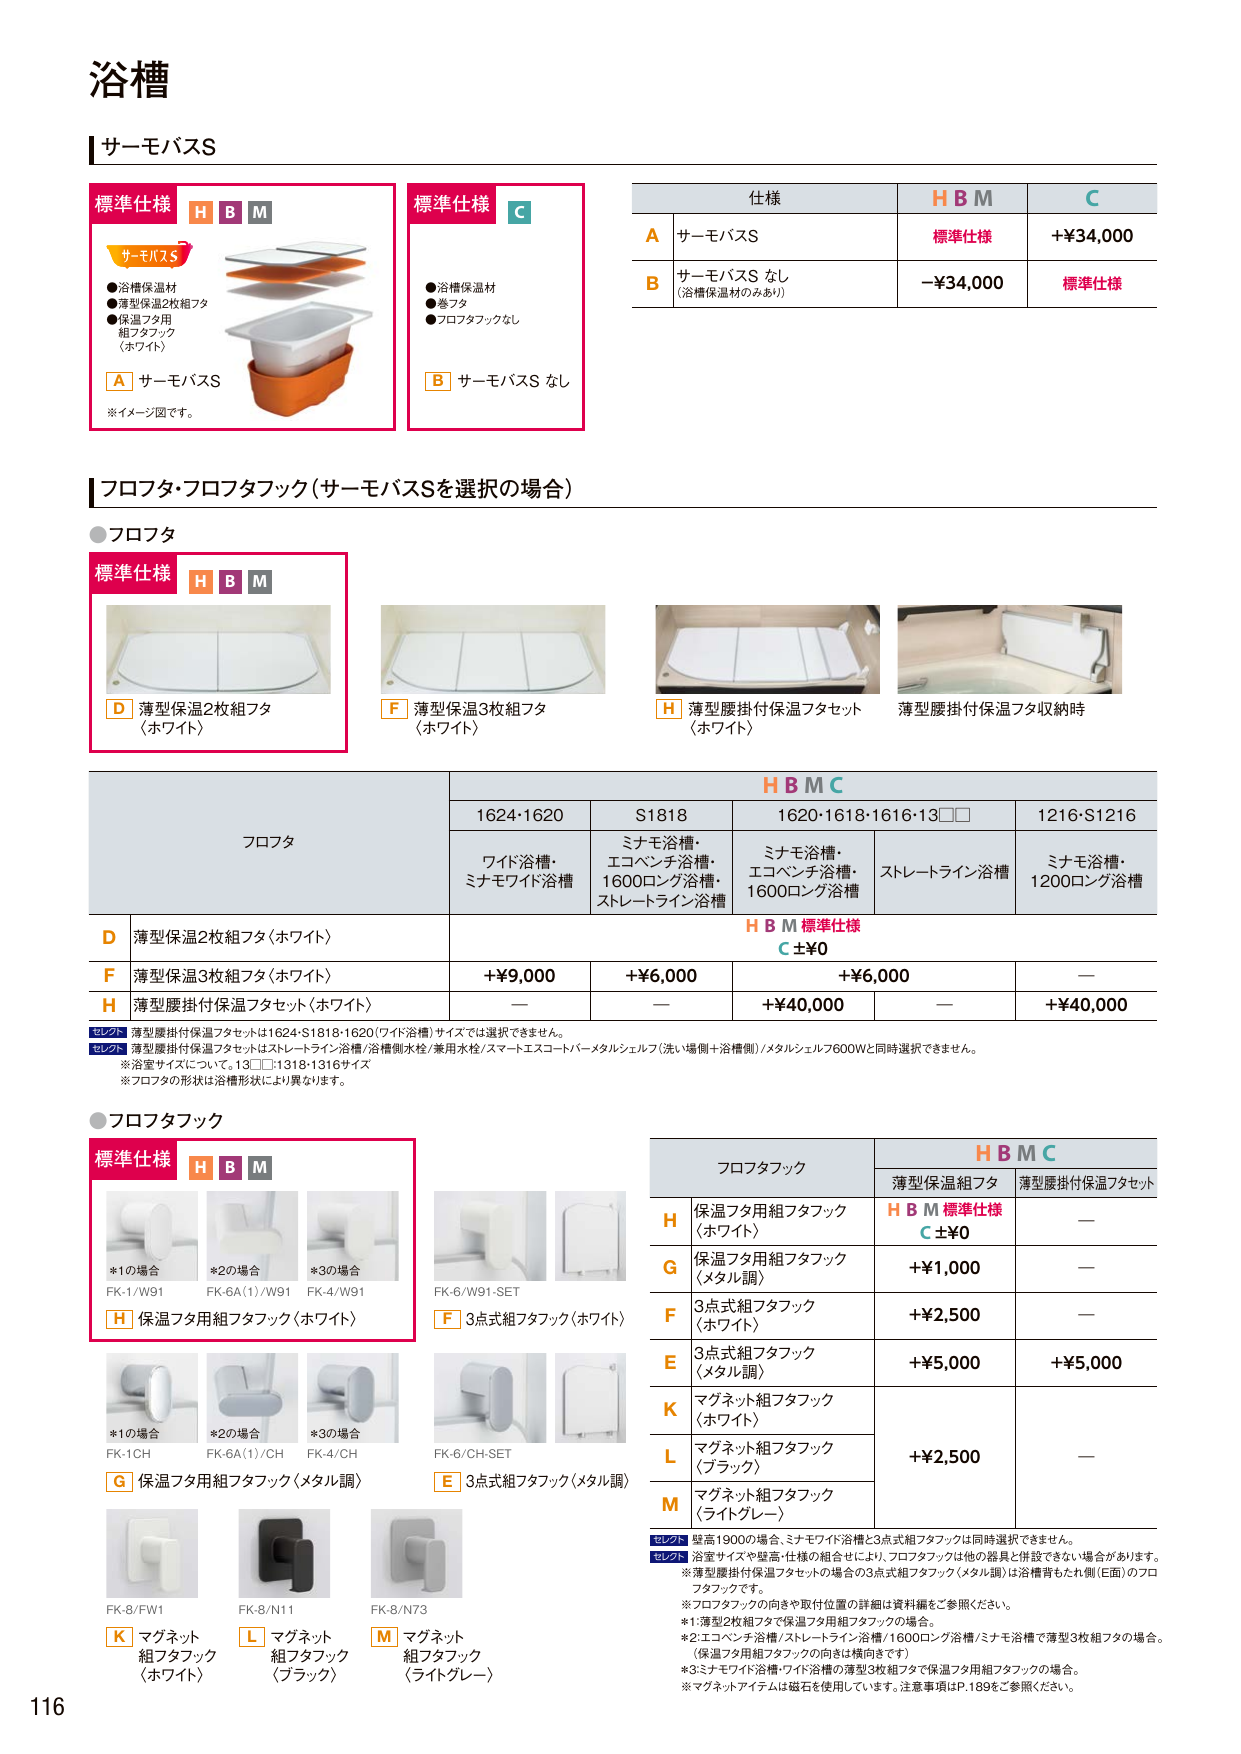 浴槽
サーモバスS
標準仕様 H B M
サーモバスS
●浴槽保温材
●薄型保温2枚組フタ
●保温フタ用
組フタフック
〈ホワイト〉
A サーモバスS
※イメージ図です。
標準仕様 C
●浴槽保温材
●巻フタ
●フロフタフックなし
B サーモバスS なし
仕様 H B M C
A サーモバスS 標準仕様 +¥34,000
B サーモバスS なし
（浴槽保温材のみあり） −¥34,000 標準仕様
フロフタ・フロフタフック（サーモバスSを選択の場合）
●フロフタ
標準仕様 H B M
D 薄型保温2枚組フタ
〈ホワイト〉
F 薄型保温3枚組フタ
〈ホワイト〉
H 薄型腰掛付保温フタセット
〈ホワイト〉
薄型腰掛付保温フタ収納時
フロフタ
H B M C
1624・1620 S1818 1620・1618・1616・13□□ 1216・S1216
ワイド浴槽・
ミナモワイド浴槽
ミナモ浴槽・
エコベンチ浴槽・
1600ロング浴槽・
ストレートライン浴槽
ミナモ浴槽・
エコベンチ浴槽・
1600ロング浴槽
ストレートライン浴槽
ミナモ浴槽・
1200ロング浴槽
D 薄型保温2枚組フタ〈ホワイト〉 H B M 標準仕様
C ±¥0
F 薄型保温3枚組フタ〈ホワイト〉 +¥9,000 +¥6,000 +¥6,000 —
H 薄型腰掛付保温フタセット〈ホワイト〉 — — +¥40,000 — +¥40,000
セレクト 薄型腰掛付保温フタセットは1624・S1818・1620（ワイド浴槽）サイズでは選択できません。
セレクト 薄型腰掛付保温フタセットはストレートライン浴槽/浴槽側水栓/兼用水栓/スマートエスコートバーメタルシェルフ（洗い場側＋浴槽側）/メタルシェルフ600Wと同時選択できません。
※浴室サイズについて。13□□:1318・1316サイズ
※フロフタの形状は浴槽形状により異なります。
●フロフタフック
標準仕様 H B M
*1の場合 *2の場合 *3の場合
FK-1/W91 FK-6A(1)/W91 FK-4/W91
H 保温フタ用組フタフック〈ホワイト〉
FK-6/W91-SET
F 3点式組フタフック〈ホワイト〉
*1の場合 *2の場合 *3の場合
FK-1CH FK-6A(1)/CH FK-4/CH
G 保温フタ用組フタフック〈メタル調〉
FK-6/CH-SET
E 3点式組フタフック〈メタル調〉
FK-8/FW1
K マグネット
組フタフック
〈ホワイト〉
FK-8/N11
L マグネット
組フタフック
〈ブラック〉
FK-8/N73
M マグネット
組フタフック
〈ライトグレー〉
フロフタフック
H B M C
薄型保温組フタ 薄型腰掛付保温フタセット
H 保温フタ用組フタフック
〈ホワイト〉 H B M 標準仕様
C ±¥0 —
G 保温フタ用組フタフック
〈メタル調〉 +¥1,000 —
F 3点式組フタフック
〈ホワイト〉 +¥2,500 —
E 3点式組フタフック
〈メタル調〉 +¥5,000 +¥5,000
K マグネット組フタフック
〈ホワイト〉
L マグネット組フタフック
〈ブラック〉 +¥2,500 —
M マグネット組フタフック
〈ライトグレー〉
セレクト 壁高1900の場合、ミナモワイド浴槽と3点式組フタフックは同時選択できません。
セレクト 浴室サイズや壁高・仕様の組合せにより、フロフタフックは他の器具と併設できない場合があります。
※薄型腰掛付保温フタセットの場合の3点式組フタフック〈メタル調〉は浴槽背もたれ側（E面）のフロ
フタフックです。
※フロフタフックの向きや取付位置の詳細は資料編をご参照ください。
*1:薄型2枚組フタで保温フタ用組フタフックの場合。
*2:エコベンチ浴槽/ストレートライン浴槽/1600ロング浴槽/ミナモ浴槽で薄型3枚組フタの場合。
（保温フタ用組フタフックの向きは横向きです）
*3:ミナモワイド浴槽・ワイド浴槽の薄型3枚組フタで保温フタ用組フタフックの場合。
※マグネットアイテムは磁石を使用しています。注意事項はP.189をご参照ください。
116